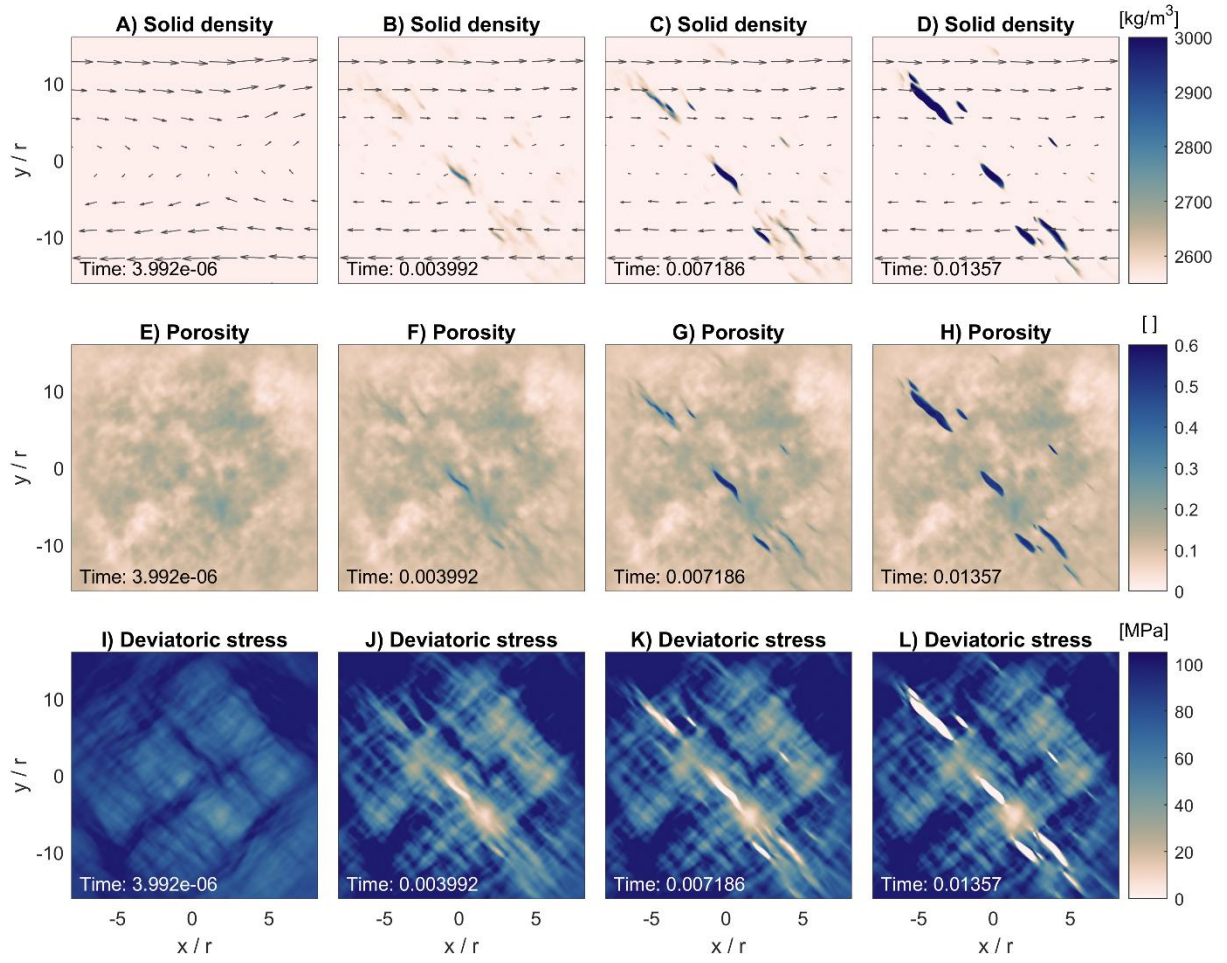 A) Solid density B) Solid density C) Solid density D) Solid density [kg/m³]
3000
2900
2800
2700
2600
10
0
-10
y / r
Time: 3.992e-06 Time: 0.003992 Time: 0.007186 Time: 0.01357
E) Porosity F) Porosity G) Porosity H) Porosity [ ]
0.6
0.5
0.4
0.3
0.2
0.1
0
10
0
-10
y / r
Time: 3.992e-06 Time: 0.003992 Time: 0.007186 Time: 0.01357
I) Deviatoric stress J) Deviatoric stress K) Deviatoric stress L) Deviatoric stress [MPa]
100
80
60
40
20
0
10
0
-10
y / r
Time: 3.992e-06 Time: 0.003992 Time: 0.007186 Time: 0.01357
-5 0 5 -5 0 5 -5 0 5 -5 0 5
x / r x / r x / r x / r